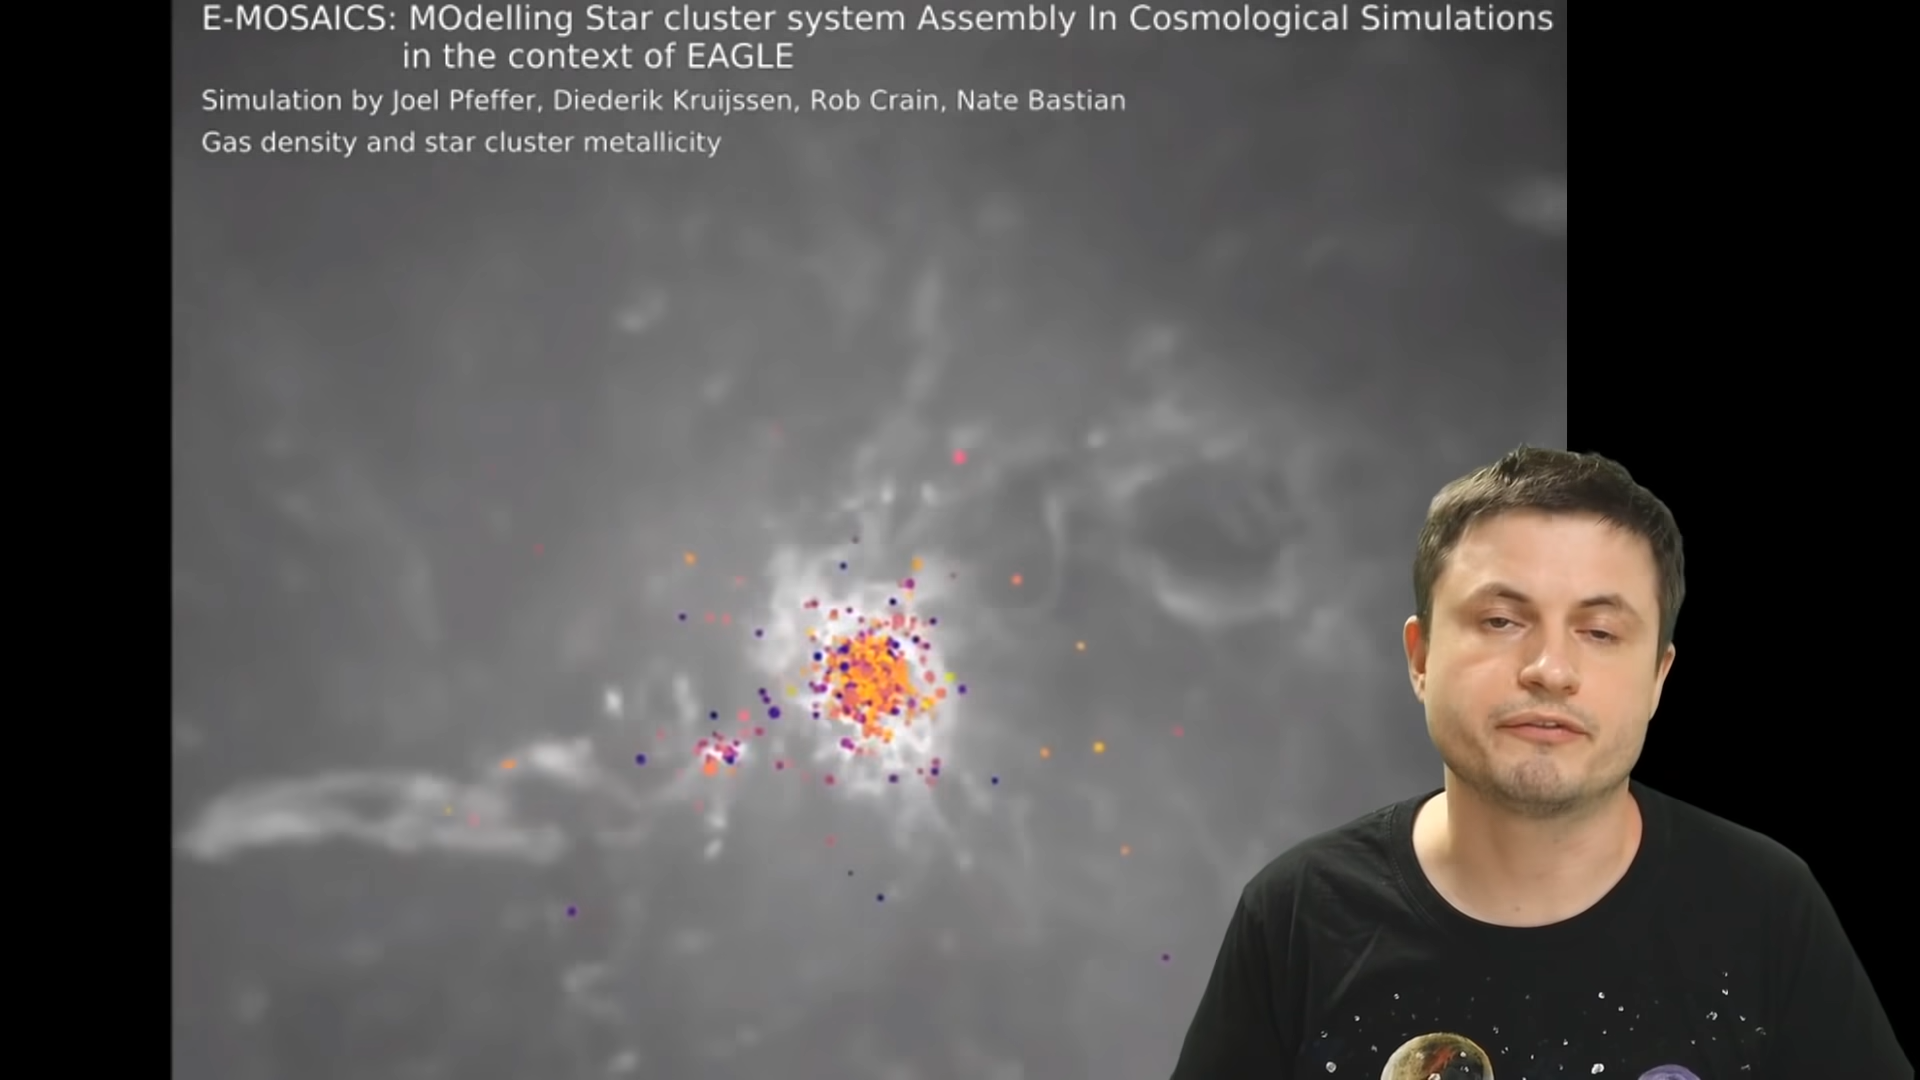 E-MOSAICS: MOdelling Star cluster system Assembly In Cosmological Simulations
in the context of EAGLE
Simulation by Joel Pfeffer, Diederik Kruijssen, Rob Crain, Nate Bastian
Gas density and star cluster metallicity